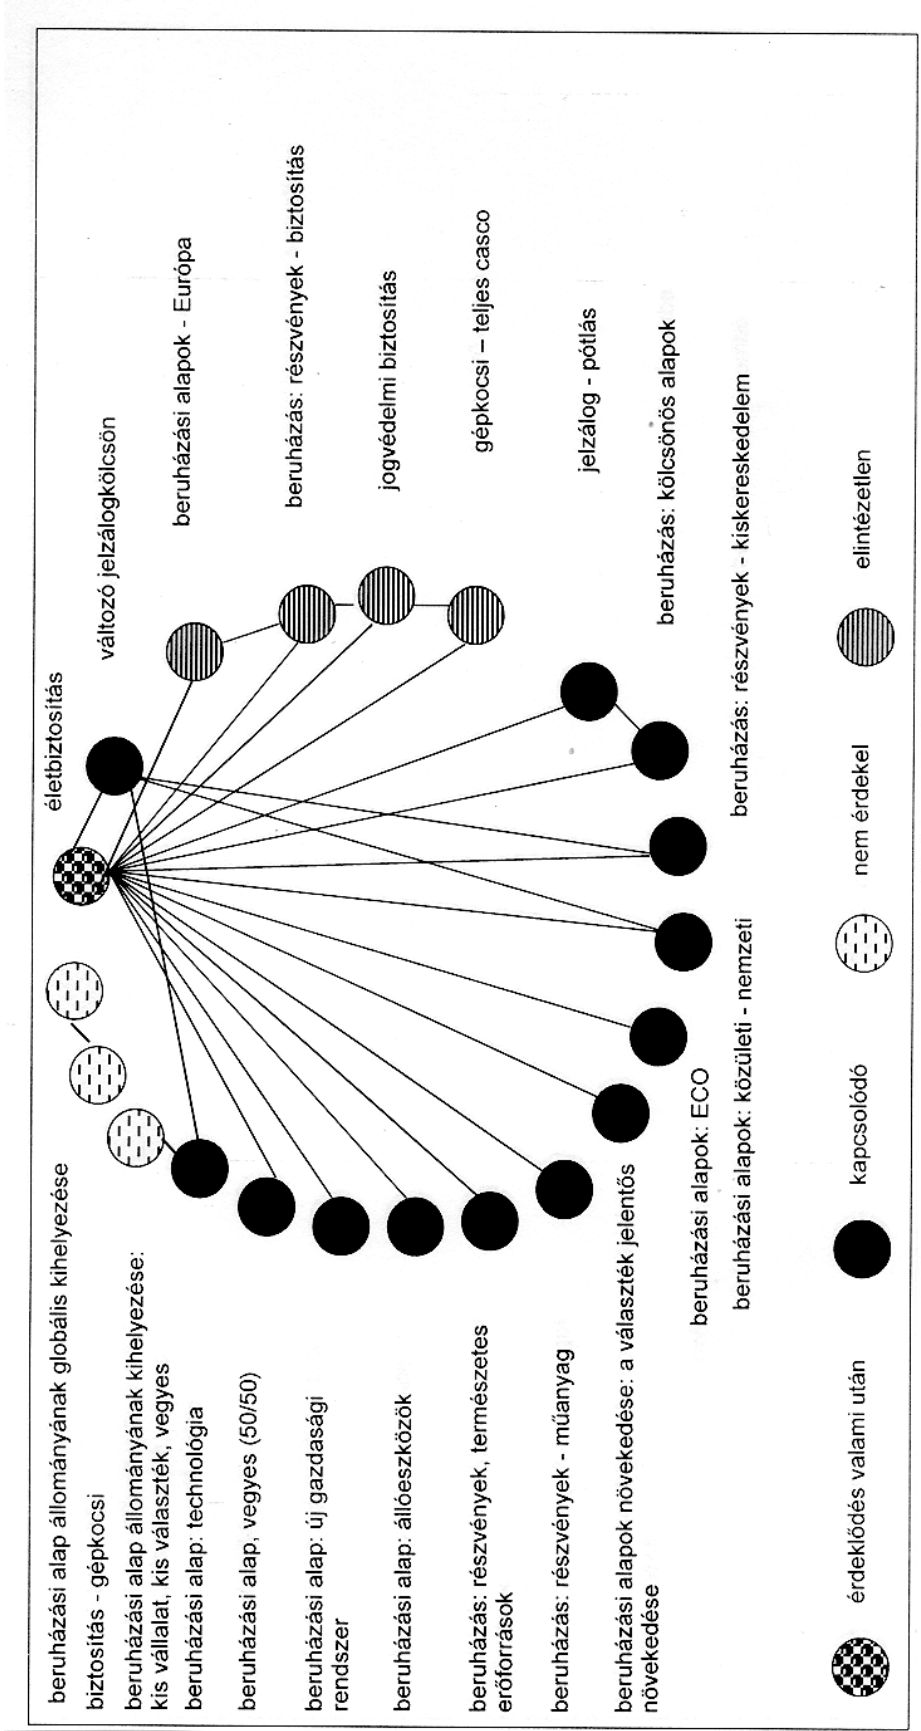 életbiztosítás
változó jelzálogkölcsön
beruházási alapok - Európa
beruházás: részvények - biztosítás
jogvédelmi biztosítás
gépkocsi – teljes casco
jelzálog - pótlás
beruházás: kölcsönös alapok
beruházás: részvények - kiskereskedelem
beruházási alap állományának globális kihelyezése
biztosítás - gépkocsi
beruházási alap állományának kihelyezése:
kis vállalat, kis választék, vegyes
beruházási alap: technológia
beruházási alap, vegyes (50/50)
beruházási alap: új gazdasági
rendszer
beruházási alap: állóeszközök
beruházás: részvények, természetes
erőforrások
beruházás: részvények - műanyag
beruházási alapok növekedése: a választék jelentős
növekedése
beruházási alapok: ECO
beruházási alapok: közületi - nemzeti
érdeklődés valami után
kapcsolódó
nem érdekel
elintézetlen